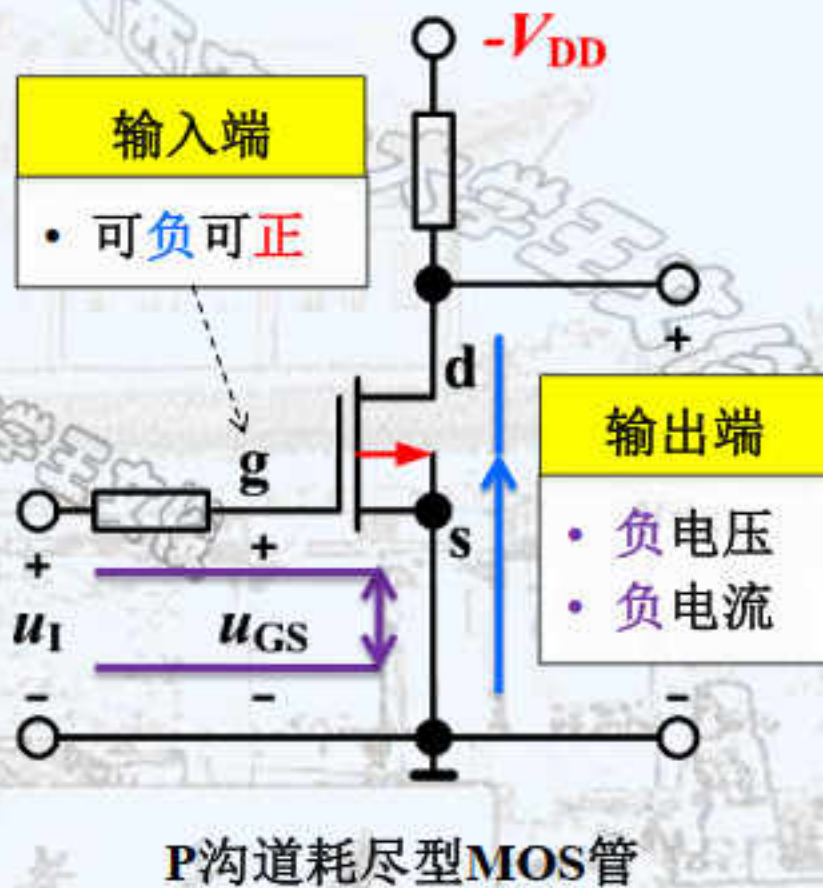 -VDD
输入端
• 可负可正
d
+
g
输出端
• 负电压
• 负电流
s
+
+
uI
uGS
-
-
-
P沟道耗尽型MOS管